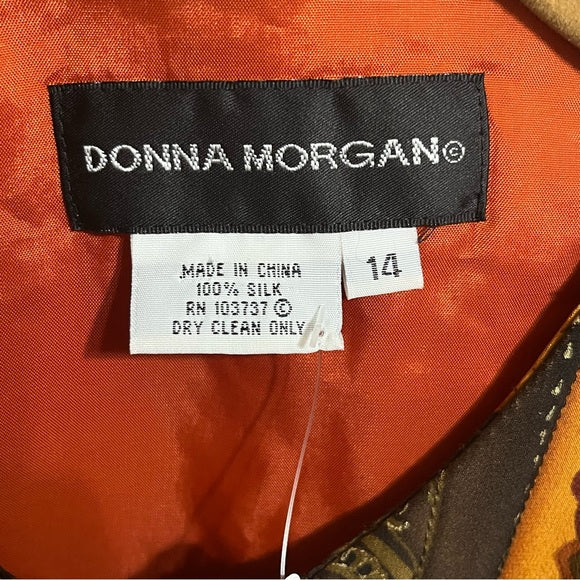 DONNA MORGAN©
MADE IN CHINA
100% SILK
RN 103737 ©
DRY CLEAN ONLY
14